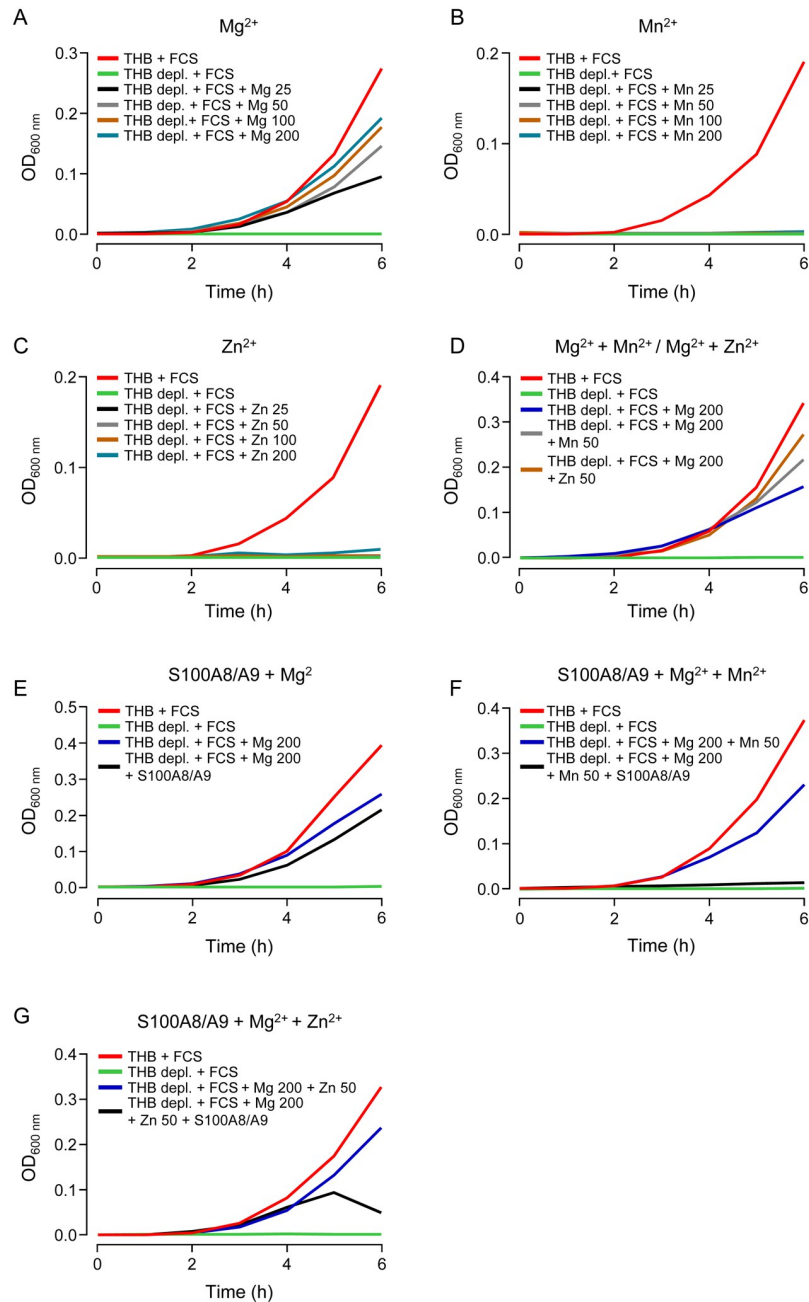 A
Mg²⁺
0.3
0.2
0.1
0.0
OD600 nm
THB + FCS
THB depl. + FCS
THB depl. + FCS + Mg 25
THB dep. + FCS + Mg 50
THB depl.+ FCS + Mg 100
THB depl. + FCS + Mg 200
0 2 4 6
Time (h)
B
Mn²⁺
0.2
0.1
0.0
OD600 nm
THB + FCS
THB depl.+ FCS
THB depl. + FCS + Mn 25
THB depl. + FCS + Mn 50
THB depl. + FCS + Mn 100
THB depl. + FCS + Mn 200
0 2 4 6
Time (h)
C
Zn²⁺
0.2
0.1
0.0
OD600 nm
THB + FCS
THB depl. + FCS
THB depl. + FCS + Zn 25
THB depl. + FCS + Zn 50
THB depl. + FCS + Zn 100
THB depl. + FCS + Zn 200
0 2 4 6
Time (h)
D
Mg²⁺ + Mn²⁺ / Mg²⁺ + Zn²⁺
0.4
0.3
0.2
0.1
0.0
OD600 nm
THB + FCS
THB depl. + FCS
THB depl. + FCS + Mg 200
THB depl. + FCS + Mg 200
+ Mn 50
THB depl. + FCS + Mg 200
+ Zn 50
0 2 4 6
Time (h)
E
S100A8/A9 + Mg²
0.5
0.4
0.3
0.2
0.1
0.0
OD600 nm
THB + FCS
THB depl. + FCS
THB depl. + FCS + Mg 200
THB depl. + FCS + Mg 200
+ S100A8/A9
0 2 4 6
Time (h)
F
S100A8/A9 + Mg²⁺ + Mn²⁺
0.4
0.3
0.2
0.1
0.0
OD600 nm
THB + FCS
THB depl. + FCS
THB depl. + FCS + Mg 200 + Mn 50
THB depl. + FCS + Mg 200
+ Mn 50 + S100A8/A9
0 2 4 6
Time (h)
G
S100A8/A9 + Mg²⁺ + Zn²⁺
0.4
0.3
0.2
0.1
0.0
OD600 nm
THB + FCS
THB depl. + FCS
THB depl. + FCS + Mg 200 + Zn 50
THB depl. + FCS + Mg 200
+ Zn 50 + S100A8/A9
0 2 4 6
Time (h)